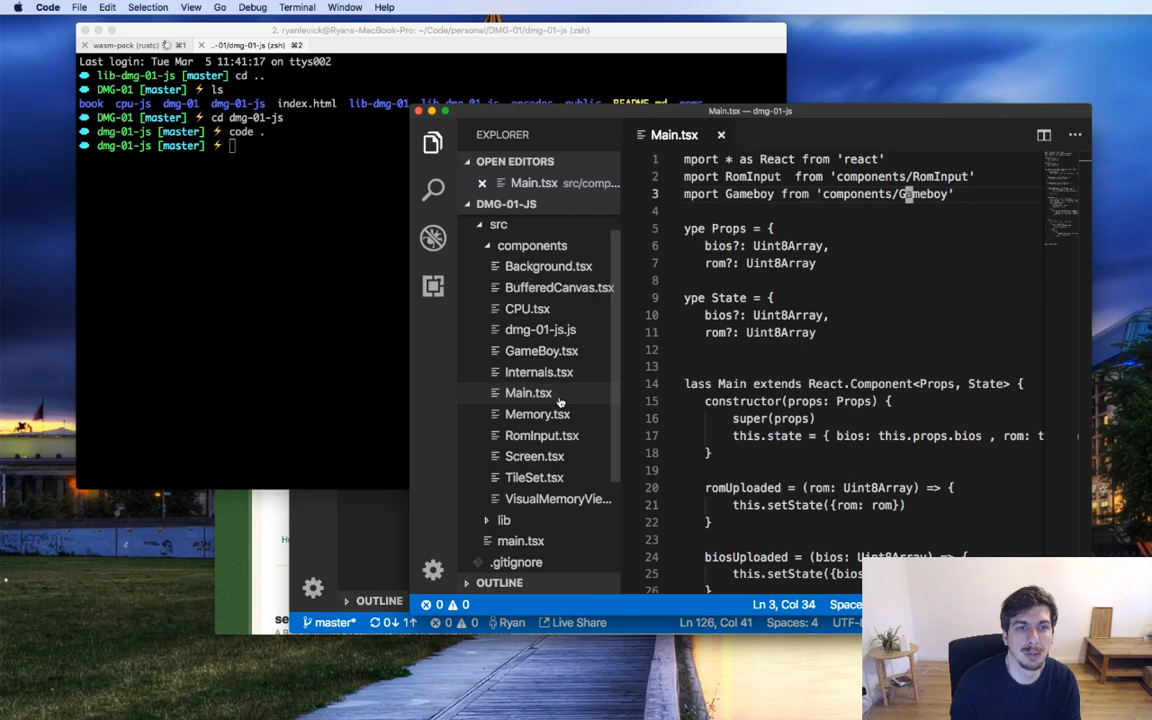 Code File Edit Selection View Go Debug Terminal Window Help
2. ryanlevick@Ryans-MacBook-Pro: ~/Code/personal/DMG-01/dmg-01-js (zsh)
wasm-pack (rustc) ⌘1
..-01/dmg-01-js (zsh) ⌘2
Last login: Tue Mar 5 11:41:17 on ttys002
lib-dmg-01-js [master] ⚡ cd ..
DMG-01 [master] ⚡ ls
book cpu-js dmg-01 dmg-01-js index.html lib-dmg-01
DMG-01 [master] ⚡ cd dmg-01-js
dmg-01-js [master] ⚡ code .
dmg-01-js [master] ⚡
Main.tsx — dmg-01-js
EXPLORER
OPEN EDITORS
Main.tsx src/comp...
DMG-01-JS
src
components
Background.tsx
BufferedCanvas.tsx
CPU.tsx
dmg-01-js.js
GameBoy.tsx
Internals.tsx
Main.tsx
Memory.tsx
RomInput.tsx
Screen.tsx
TileSet.tsx
VisualMemoryVie...
lib
main.tsx
.gitignore
OUTLINE
Main.tsx
1 mport * as React from 'react'
2 mport RomInput from 'components/RomInput'
3 mport Gameboy from 'components/Gameboy'
4
5 ype Props = {
6 bios?: Uint8Array,
7 rom?: Uint8Array
8
9 ype State = {
10 bios?: Uint8Array,
11 rom?: Uint8Array
12
13
14 lass Main extends React.Component<Props, State> {
15 constructor(props: Props) {
16 super(props)
17 this.state = { bios: this.props.bios , rom: t
18 }
19
20 romUploaded = (rom: Uint8Array) => {
21 this.setState({rom: rom})
22 }
23
24 biosUploaded = (bios: Uint8Array) => {
25 this.setState({bios
26 }
0 0
Ln 3, Col 34 Space
OUTLINE
master* 0↓ 1↑ 0 0 Ryan Live Share Ln 126, Col 41 Spaces: 4 UTF-
se